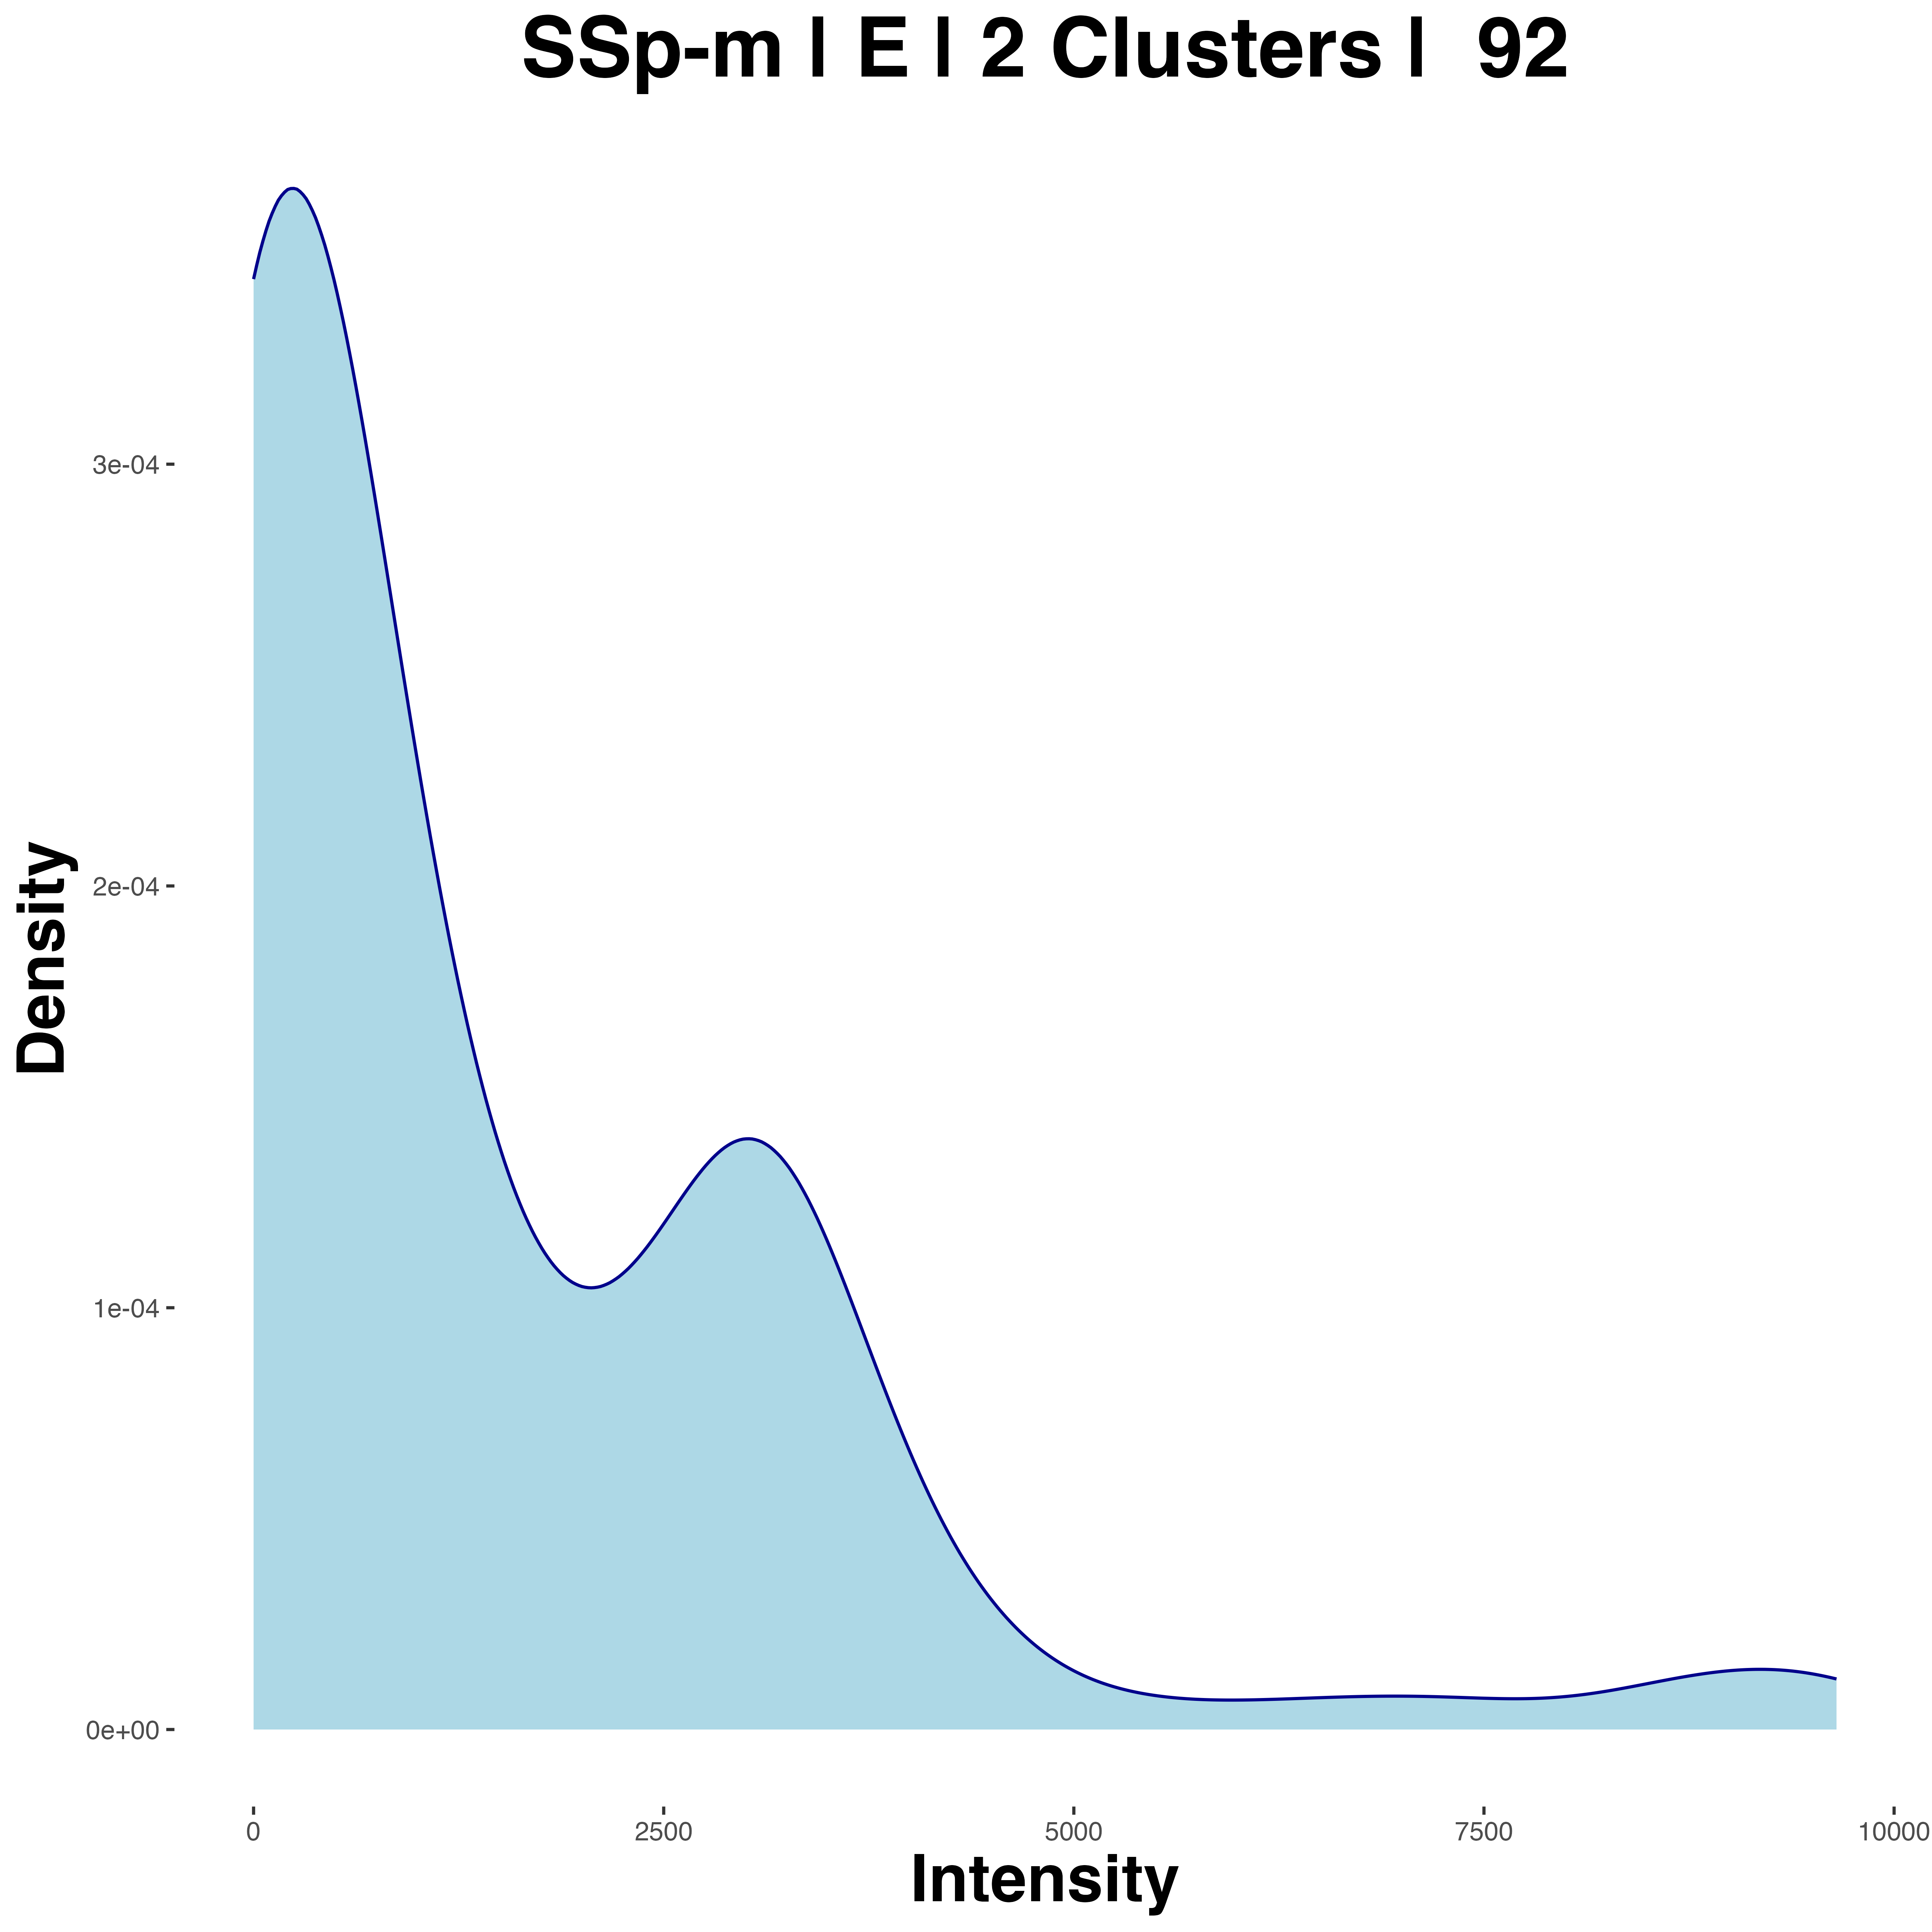 SSp-m | E | 2 Clusters |  92
Density
3e-04
2e-04
1e-04
0e+00
0
2500
5000
7500
10000
Intensity